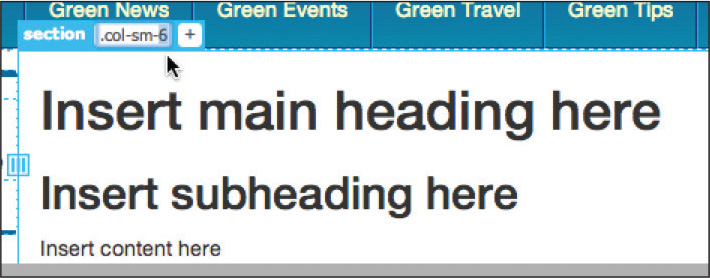 Green News Green Events Green Travel Green Tips
section .col-sm-6 +
Insert main heading here
Insert subheading here
Insert content here